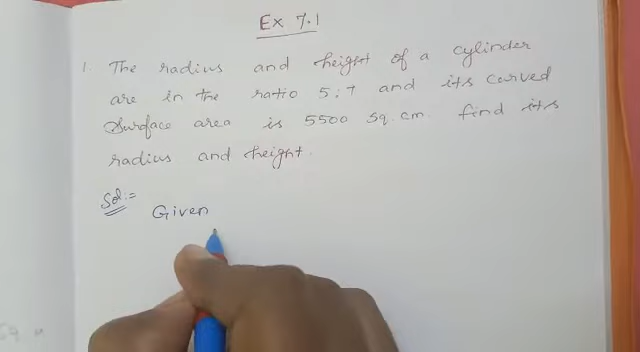 Ex 7.1
1. The radius and height of a cylinder
are in the ratio 5:7 and its curved
Surface area is 5500 sq.cm. find its
radius and height.
Sol:=
Given